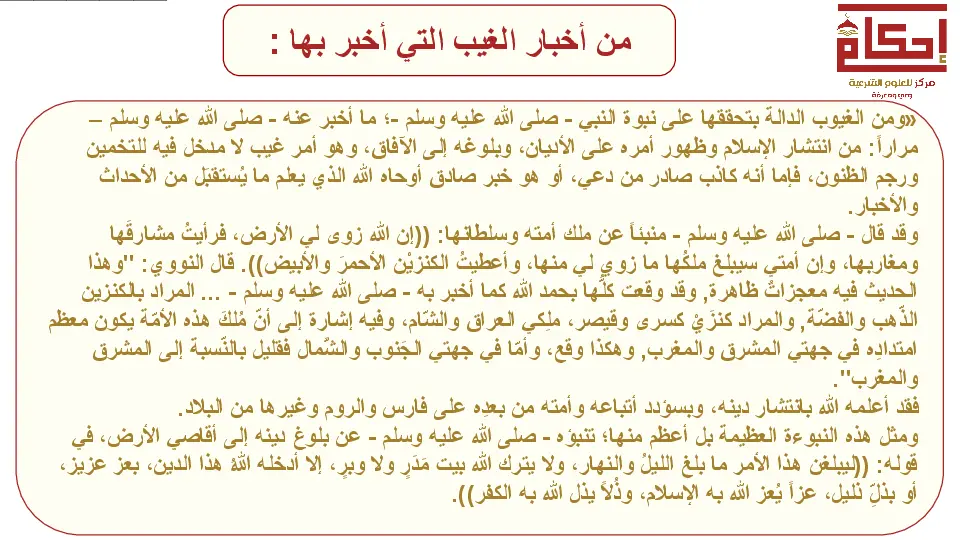 من أخبار الغيب التي أخبر بها :
إحكام
مركز للعلوم الشرعية
وعي ومعرفة
«ومن الغيوب الدالة بتحققها على نبوة النبي - صلى الله عليه وسلم -؛ ما أخبر عنه - صلى الله عليه وسلم –
مراراً: من انتشار الإسلام وظهور أمره على الأديان، وبلوغه إلى الآفاق، وهو أمر غيب لا مدخل فيه للتخمين
ورجم الظنون، فإما أنه كاذب صادر من دعي، أو هو خبر صادق أوحاه الله الذي يعلم ما يُستقبَل من الأحداث
والأخبار.
وقد قال - صلى الله عليه وسلم - منبئاً عن ملك أمته وسلطانها: ((إن الله زوى لي الأرض، فرأيتُ مشارقَها
ومغاربها، وإن أمتي سيبلغ ملكُها ما زوي لي منها، وأعطيتُ الكنزيْن الأحمرَ والأبيض)). قال النووي: ''وهذا
الحديث فيه معجزاتٌ ظاهرة, وقد وقعت كلُّها بحمد الله كما أخبر به - صلى الله عليه وسلم - ... المراد بالكنزين
الذّهب والفضّة, والمراد كنزَيْ كسرى وقيصر، ملِكي العراق والشّام، وفيه إشارة إلى أنّ مُلكَ هذه الأمّة يكون معظم
امتدادِه في جهتي المشرق والمغرب, وهكذا وقع، وأمّا في جهتي الجَنوب والشَّمال فقليل بالنّسبة إلى المشرق
والمغرب''.
فقد أعلمه الله بانتشار دينه، وبسؤدد أتباعه وأمته من بعدِه على فارس والروم وغيرها من البلاد.
ومثل هذه النبوءة العظيمة بل أعظم منها؛ تنبؤه - صلى الله عليه وسلم - عن بلوغ دينه إلى أقاصي الأرض، في
قوله: ((ليبلغن هذا الأمر ما بلغ الليلُ والنهار، ولا يترك الله بيت مَدَرٍ ولا وبرٍ، إلا أدخله اللهُ هذا الدين، بعز عزيز،
أو بذلِّ ذليل، عزاً يُعز الله به الإسلام، وذُلاً يذل الله به الكفر)).